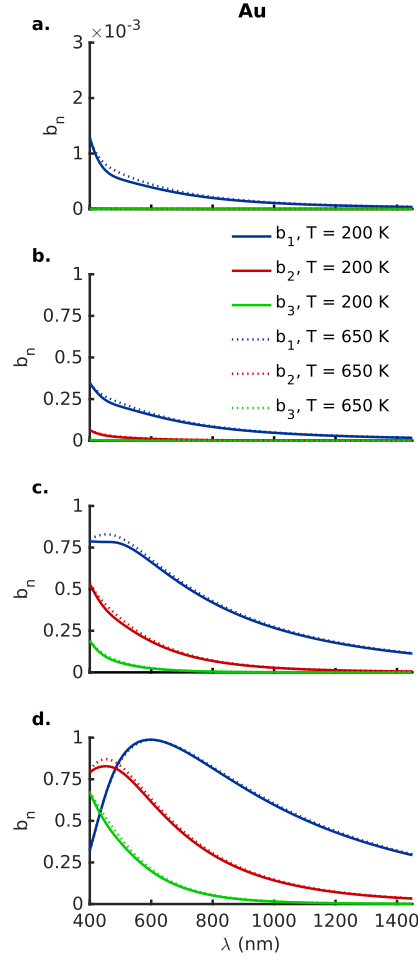 Au
a.
×10⁻³
3
2
1
0
bₙ
b₁, T = 200 K
b₂, T = 200 K
b₃, T = 200 K
b₁, T = 650 K
b₂, T = 650 K
b₃, T = 650 K
b.
1
0.75
0.5
0.25
0
bₙ
c.
1
0.75
0.5
0.25
0
bₙ
d.
1
0.75
0.5
0.25
0
bₙ
400 600 800 1000 1200 1400
λ (nm)